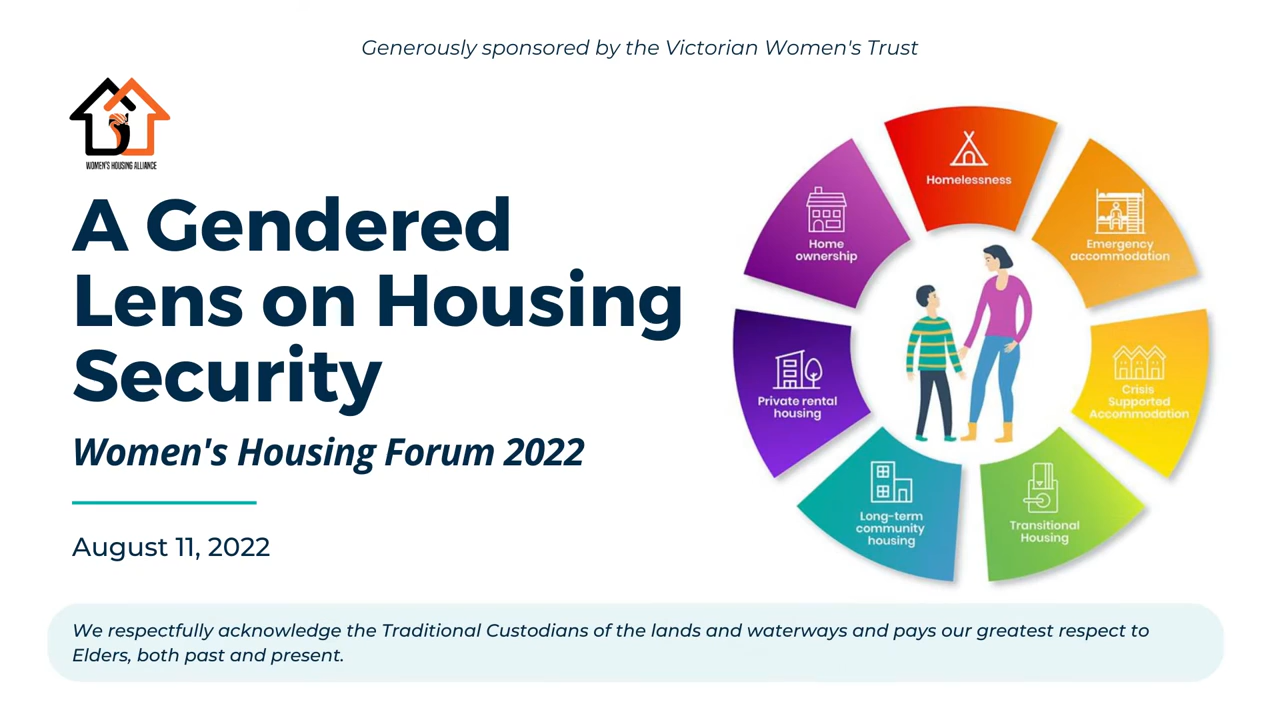 Generously sponsored by the Victorian Women's Trust
WOMEN'S HOUSING ALLIANCE
A Gendered
Lens on Housing
Security
Women's Housing Forum 2022
August 11, 2022
Homelessness
Emergency
accommodation
Crisis
Supported
Accommodation
Transitional
Housing
Long-term
community
housing
Private rental
housing
Home
ownership
We respectfully acknowledge the Traditional Custodians of the lands and waterways and pays our greatest respect to
Elders, both past and present.